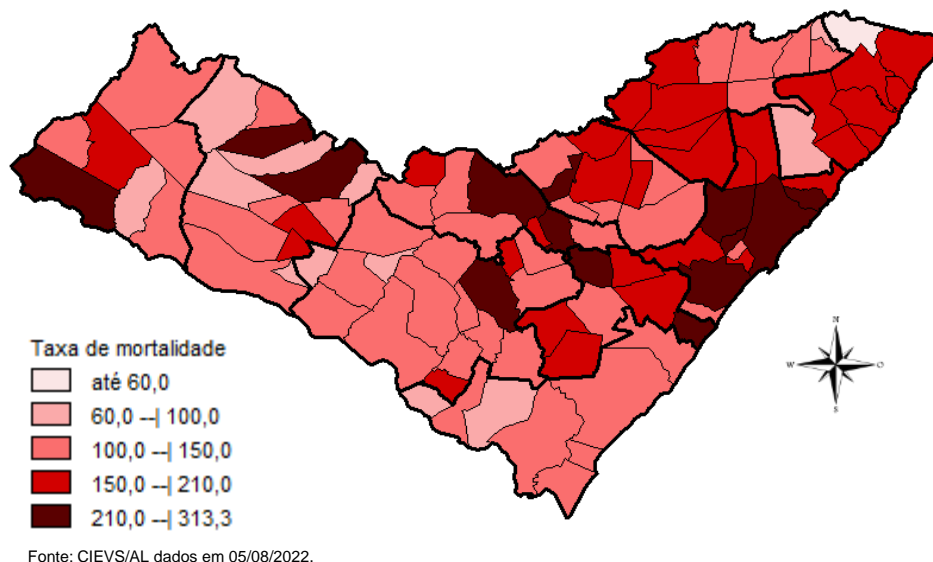 N
W
O
S
Taxa de mortalidade
até 60,0
60,0 --| 100,0
100,0 --| 150,0
150,0 --| 210,0
210,0 --| 313,3
Fonte: CIEVS/AL dados em 05/08/2022.